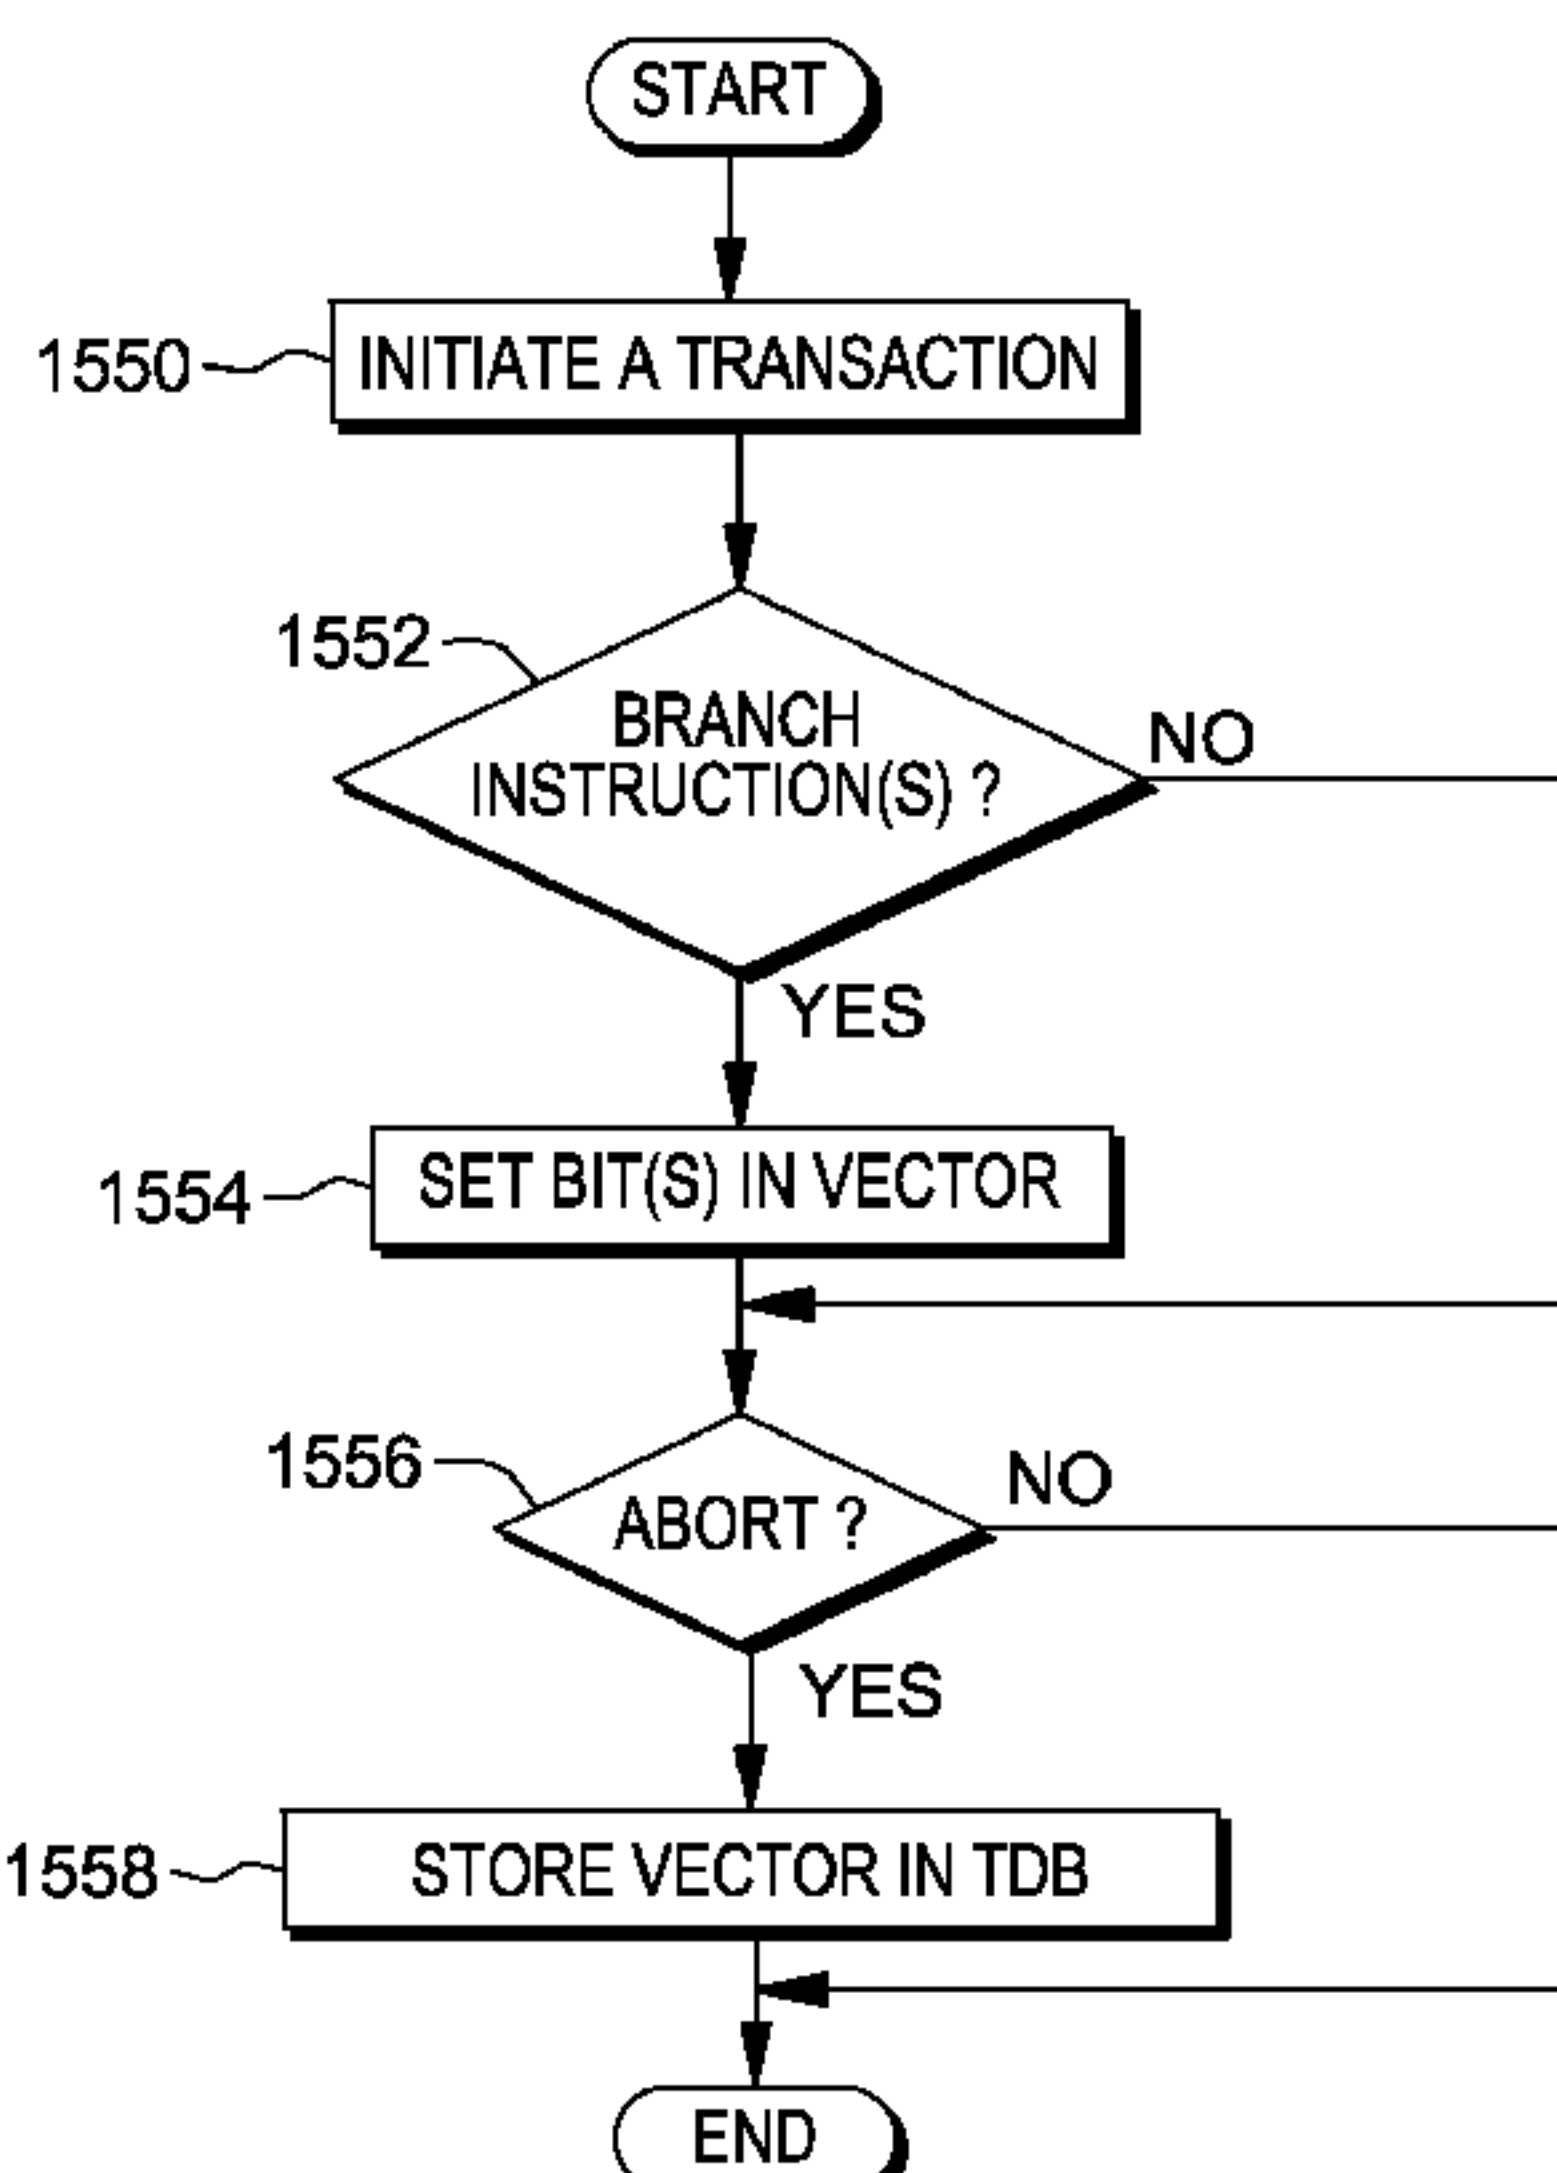 START
1550
INITIATE A TRANSACTION
1552
BRANCH
INSTRUCTION(S) ?
NO
YES
1554
SET BIT(S) IN VECTOR
1556
ABORT ?
NO
YES
1558
STORE VECTOR IN TDB
END